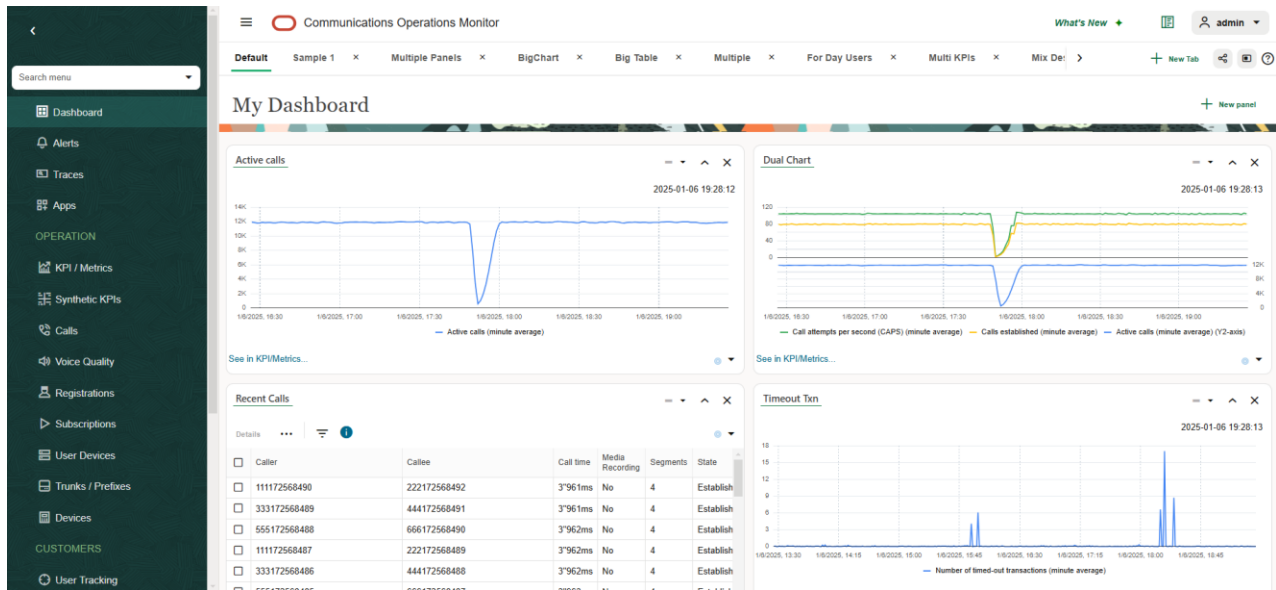 Communications Operations Monitor
What's New
admin
Search menu
Dashboard
Alerts
Traces
Apps
OPERATION
KPI / Metrics
Synthetic KPIs
Calls
Voice Quality
Registrations
Subscriptions
User Devices
Trunks / Prefixes
Devices
CUSTOMERS
User Tracking
Default Sample 1 × Multiple Panels × BigChart × Big Table × Multiple × For Day Users × Multi KPIs × Mix De
New Tab
My Dashboard
New panel
Active calls
2025-01-06 19:28:12
14K
12K
10K
8K
6K
4K
2K
0
1/6/2025, 16:30 1/6/2025, 17:00 1/6/2025, 17:30 1/6/2025, 18:00 1/6/2025, 18:30 1/6/2025, 19:00
Active calls (minute average)
See in KPI/Metrics...
Dual Chart
2025-01-06 19:28:13
120
80
40
0
12K
8K
4K
0
1/6/2025, 16:30 1/6/2025, 17:00 1/6/2025, 17:30 1/6/2025, 18:00 1/6/2025, 18:30 1/6/2025, 19:00
Call attempts per second (CAPS) (minute average) Calls established (minute average) Active calls (minute average) (Y2-axis)
See in KPI/Metrics...
Recent Calls
Details
Caller Callee Call time Media Recording Segments State
111172568490 222172568492 3"961ms No 4 Establish
333172568489 444172568491 3"961ms No 4 Establish
555172568488 666172568490 3"962ms No 4 Establish
111172568487 222172568489 3"962ms No 4 Establish
333172568486 444172568488 3"962ms No 4 Establish
Timeout Txn
2025-01-06 19:28:13
18
15
12
9
6
3
0
1/6/2025, 13:30 1/6/2025, 14:15 1/6/2025, 15:00 1/6/2025, 15:45 1/6/2025, 16:30 1/6/2025, 17:15 1/6/2025, 18:00 1/6/2025, 18:45
Number of timed-out transactions (minute average)